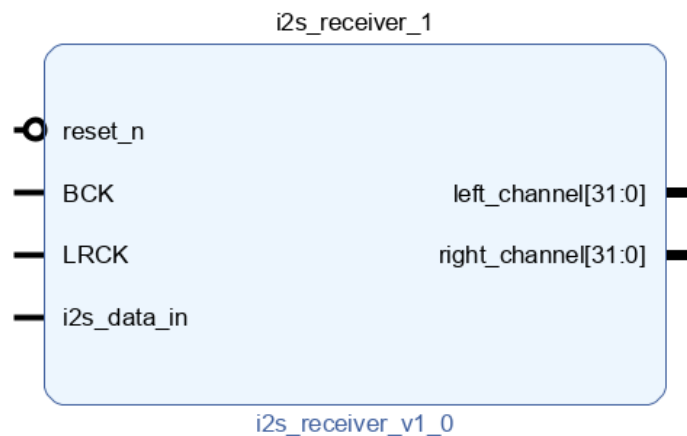 i2s_receiver_1
reset_n
BCK
left_channel[31:0]
LRCK
right_channel[31:0]
i2s_data_in
i2s_receiver_v1_0